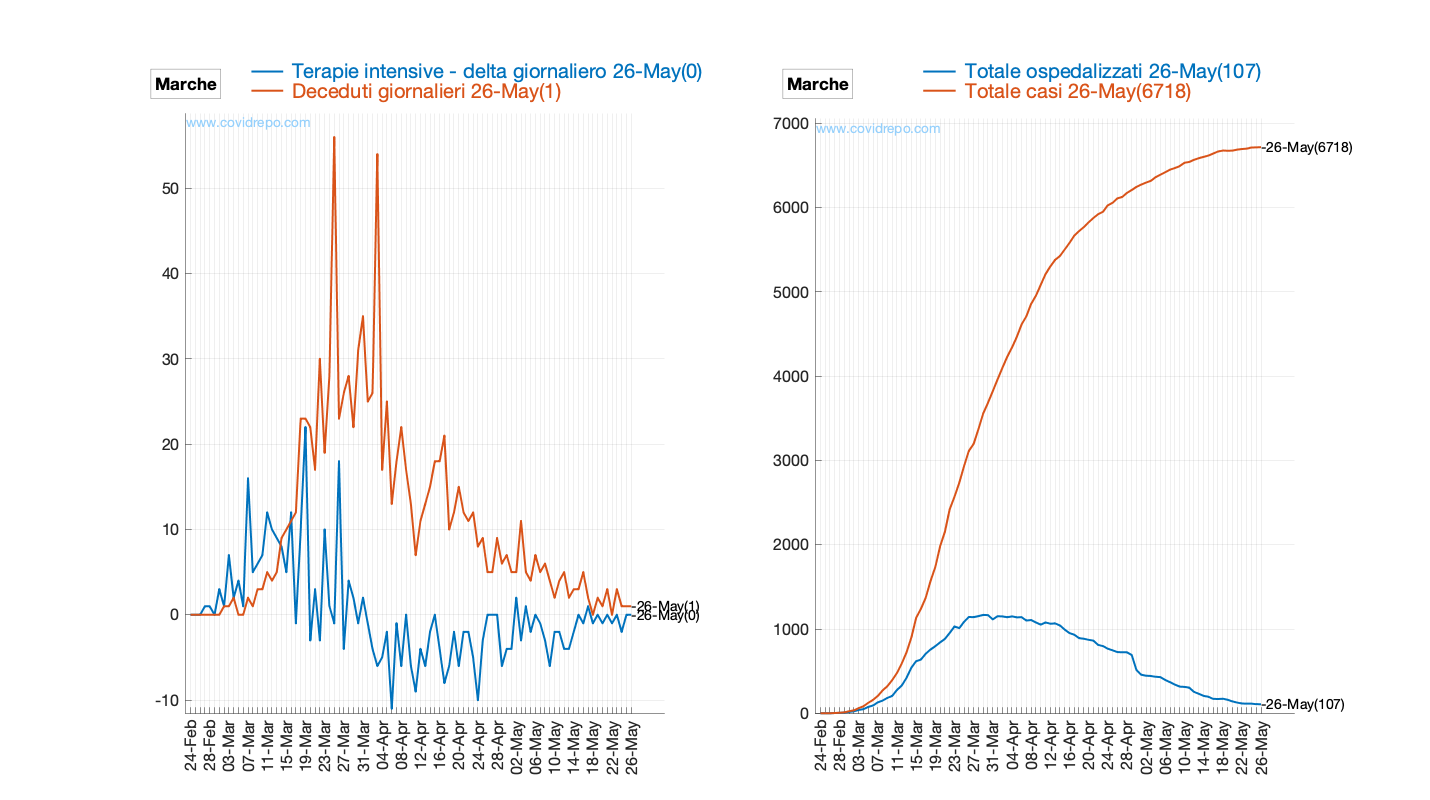 Marche
Terapie intensive - delta giornaliero 26-May(0)
Deceduti giornalieri 26-May(1)
www.covidrepo.com
50
40
30
20
10
0
-10
-26-May(1)
-26-May(0)
24-Feb
28-Feb
03-Mar
07-Mar
11-Mar
15-Mar
19-Mar
23-Mar
27-Mar
31-Mar
04-Apr
08-Apr
12-Apr
16-Apr
20-Apr
24-Apr
28-Apr
02-May
06-May
10-May
14-May
18-May
22-May
26-May
Marche
Totale ospedalizzati 26-May(107)
Totale casi 26-May(6718)
www.covidrepo.com
7000
6000
5000
4000
3000
2000
1000
0
-26-May(6718)
-26-May(107)
24-Feb
28-Feb
03-Mar
07-Mar
11-Mar
15-Mar
19-Mar
23-Mar
27-Mar
31-Mar
04-Apr
08-Apr
12-Apr
16-Apr
20-Apr
24-Apr
28-Apr
02-May
06-May
10-May
14-May
18-May
22-May
26-May